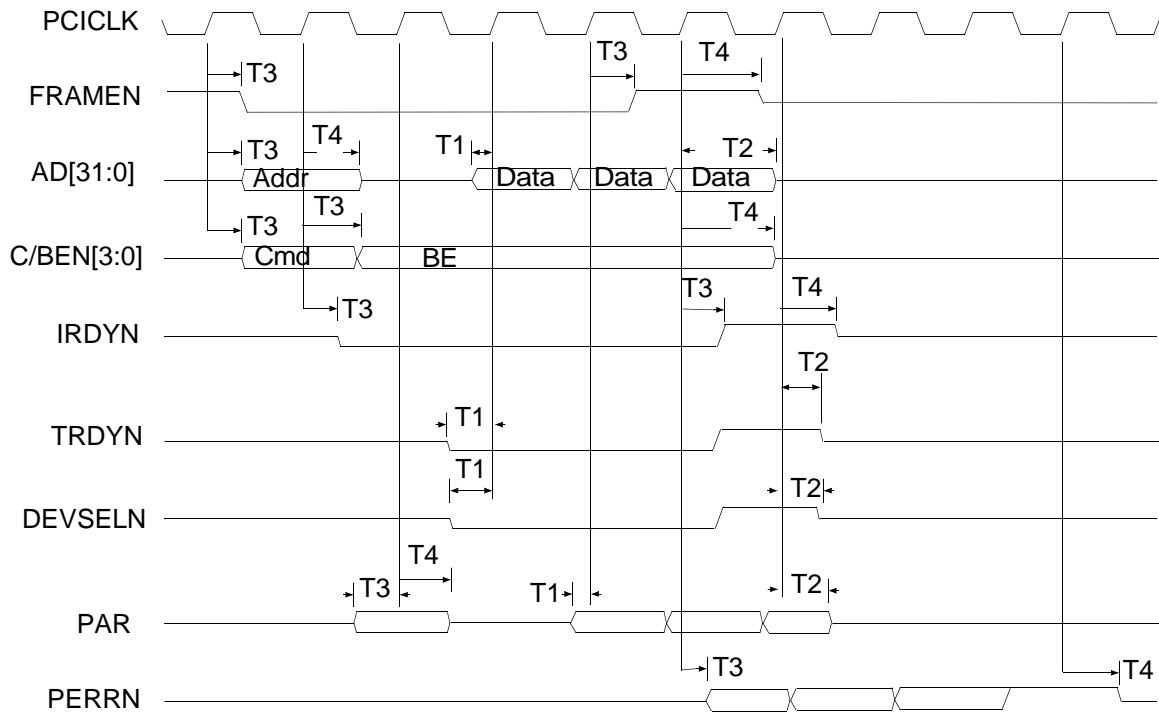 PCICLK
T3 T3 T4
FRAMEN
T3 T4 T1 T2
AD[31:0]
Addr Data Data Data
T3 T3 T4
C/BEN[3:0]
Cmd BE
T3 T3 T4
IRDYN
T2
T1
TRDYN
T1
T2
DEVSELN
T4
T3 T1 T2
PAR
T3 T4
PERRN